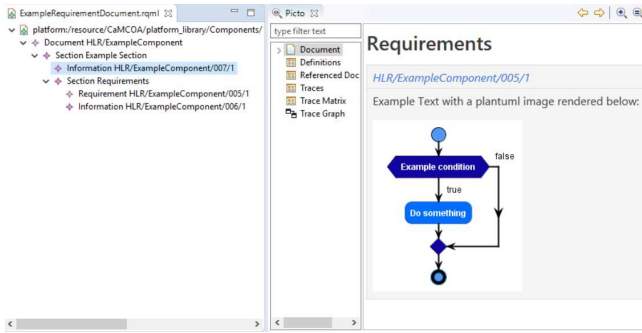 ExampleRequirementDocument.rqml
platform:/resource/CaMCOA/platform_library/Components/
Document HLR/ExampleComponent
Section Example Section
Information HLR/ExampleComponent/007/1
Section Requirements
Requirement HLR/ExampleComponent/005/1
Information HLR/ExampleComponent/006/1
Picto
type filter text
Document
Definitions
Referenced Doc
Traces
Trace Matrix
Trace Graph
Requirements
HLR/ExampleComponent/005/1
Example Text with a plantuml image rendered below:
Example condition
false
true
Do something